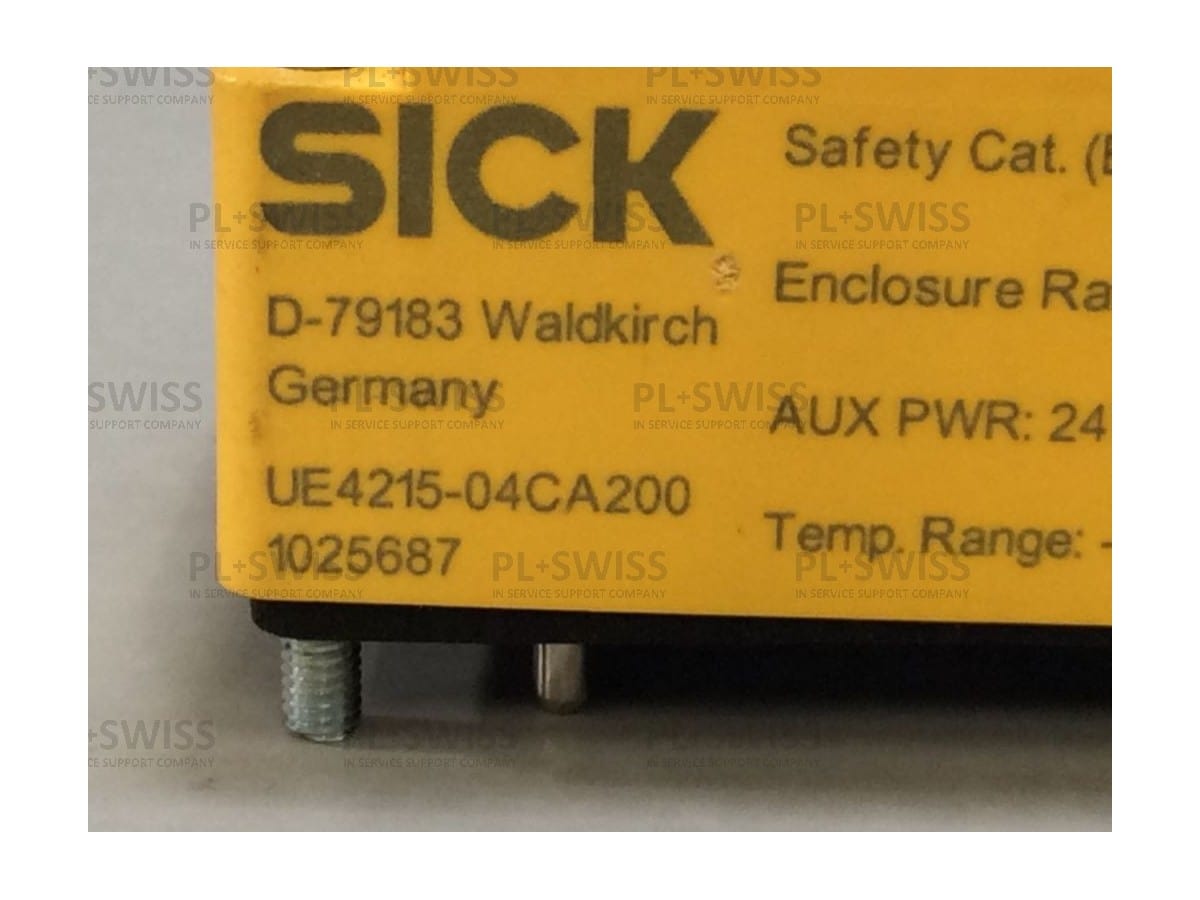 SICK
D-79183 Waldkirch
Germany
UE4215-04CA200
1025687
Safety Cat. (
Enclosure Ra
AUX PWR: 24
Temp. Range: -
PL+SWISS
IN SERVICE SUPPORT COMPANY